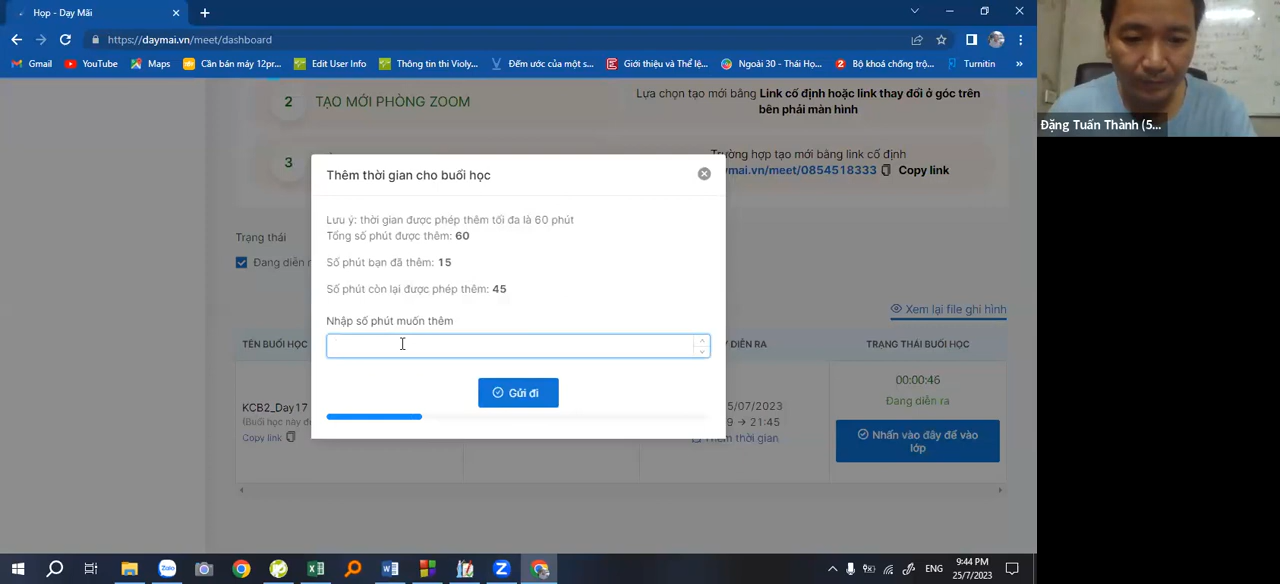 Họp - Dạy Mãi
https://daymai.vn/meet/dashboard
Gmail
YouTube
Maps
Cần bán máy 12pr...
Edit User Info
Thông tin thi Violy...
Đếm ước của một s...
Giới thiệu và Thể lệ...
Ngoài 30 - Thái Họ...
Bộ khoá chống trộ...
Turnitin
»
Đặng Tuấn Thành (5...
2
TẠO MỚI PHÒNG ZOOM
Lựa chọn tạo mới bằng Link cố định hoặc link thay đổi ở góc trên
bên phải màn hình
3
Trường hợp tạo mới bằng link cố định
ymai.vn/meet/0854518333
Copy link
Thêm thời gian cho buổi học
Lưu ý: thời gian được phép thêm tối đa là 60 phút
Tổng số phút được thêm: 60
Số phút bạn đã thêm: 15
Số phút còn lại được phép thêm: 45
Nhập số phút muốn thêm
Gửi đi
Trạng thái
Đang diễn
Xem lại file ghi hình
TÊN BUỔI HỌC
DIỄN RA
TRẠNG THÁI BUỔI HỌC
KCB2_Day17
(Buổi học này
Copy link
5/07/2023
9 → 21:45
Thêm thời gian
00:00:46
Đang diễn ra
Nhấn vào đây để vào
lớp
ENG
9:44 PM
25/7/2023